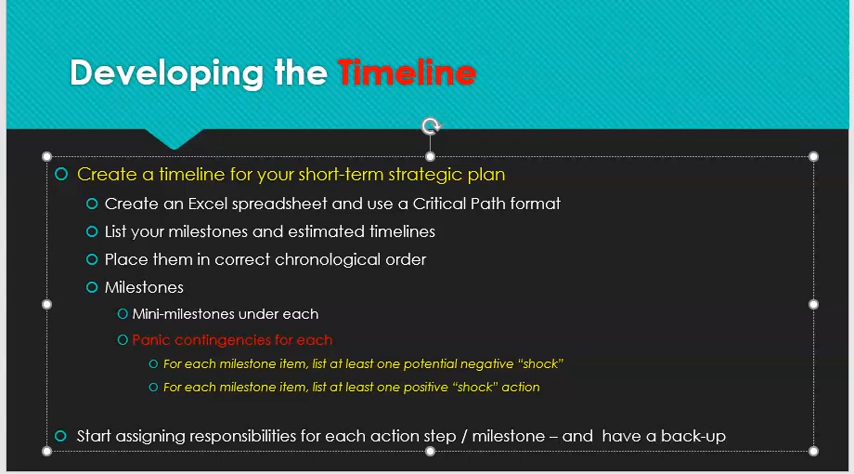 Developing the Timeline
Create a timeline for your short-term strategic plan
Create an Excel spreadsheet and use a Critical Path format
List your milestones and estimated timelines
Place them in correct chronological order
Milestones
Mini-milestones under each
Panic contingencies for each
For each milestone item, list at least one potential negative “shock”
For each milestone item, list at least one positive “shock” action
Start assigning responsibilities for each action step / milestone – and  have a back-up